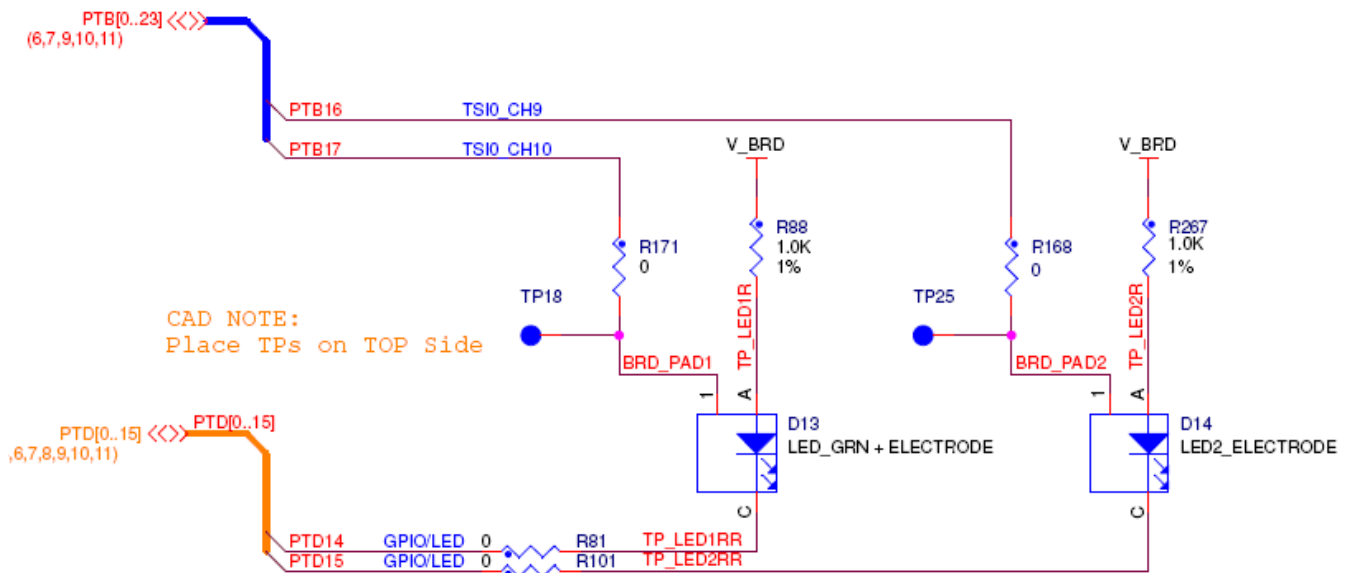 PTB[0..23]
(6,7,9,10,11)
PTB16 TSI0_CH9
PTB17 TSI0_CH10
V_BRD V_BRD
R171
0
R88
1.0K
1%
R168
0
R267
1.0K
1%
TP18
TP25
TP_LED1R
TP_LED2R
CAD NOTE:
Place TPs on TOP Side
BRD_PAD1
BRD_PAD2
1 A
1 A
D13
LED_GRN + ELECTRODE
D14
LED2_ELECTRODE
C
C
PTD[0..15] PTD[0..15]
,6,7,8,9,10,11)
PTD14 GPIO/LED 0 R81 TP_LED1RR
PTD15 GPIO/LED 0 R101 TP_LED2RR